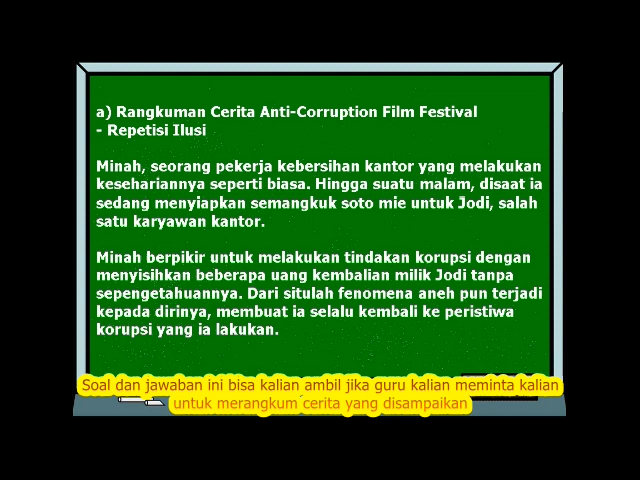 a) Rangkuman Cerita Anti-Corruption Film Festival
- Repetisi Ilusi
Minah, seorang pekerja kebersihan kantor yang melakukan
kesehariannya seperti biasa. Hingga suatu malam, disaat ia
sedang menyiapkan semangkuk soto mie untuk Jodi, salah
satu karyawan kantor.
Minah berpikir untuk melakukan tindakan korupsi dengan
menyisihkan beberapa uang kembalian milik Jodi tanpa
sepengetahuannya. Dari situlah fenomena aneh pun terjadi
kepada dirinya, membuat ia selalu kembali ke peristiwa
korupsi yang ia lakukan.
Soal dan jawaban ini bisa kalian ambil jika guru kalian meminta kalian
untuk merangkum cerita yang disampaikan